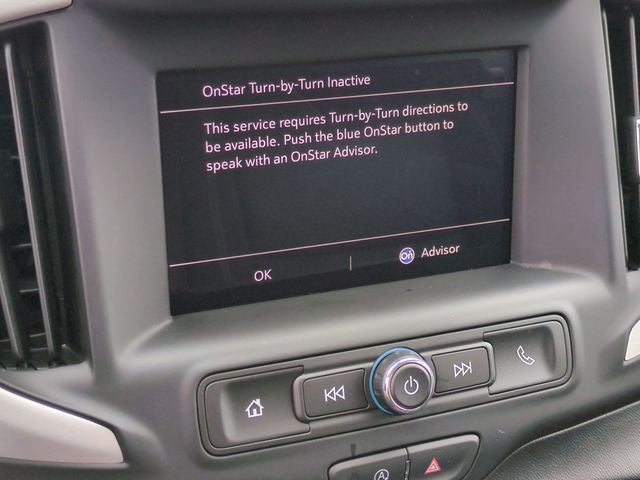 OnStar Turn-by-Turn Inactive
This service requires Turn-by-Turn directions to
be available. Push the blue OnStar button to
speak with an OnStar Advisor.
OK
On Advisor
A